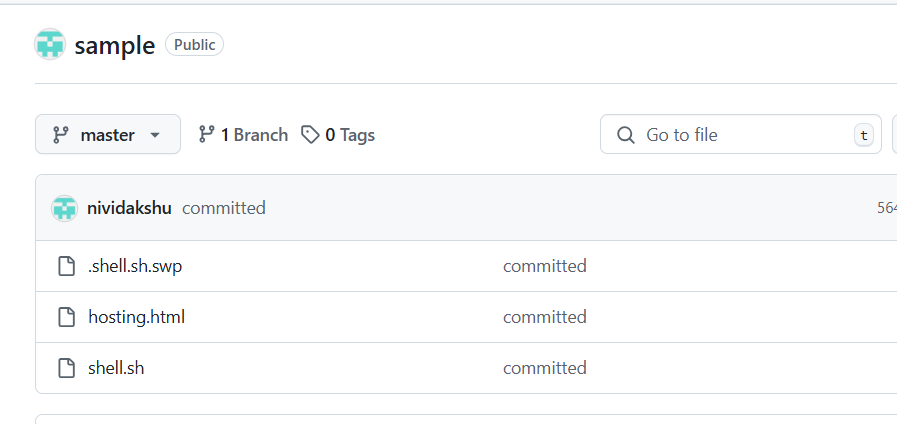 sample Public
master 1 Branch 0 Tags Go to file t
nividakshu committed 564
.shell.sh.swp committed
hosting.html committed
shell.sh committed